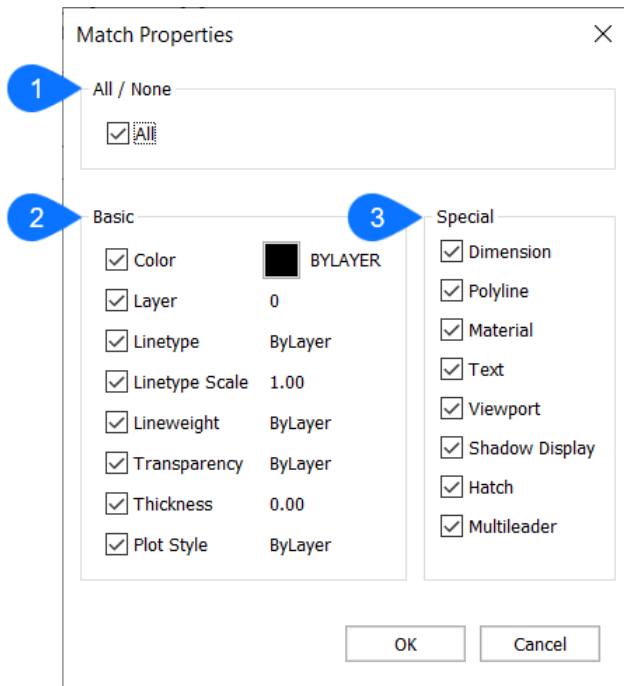 Match Properties
1
All / None
All
2
Basic
3
Special
Color BYLAYER
Layer 0
Linetype ByLayer
Linetype Scale 1.00
Lineweight ByLayer
Transparency ByLayer
Thickness 0.00
Plot Style ByLayer
Dimension
Polyline
Material
Text
Viewport
Shadow Display
Hatch
Multileader
OK
Cancel